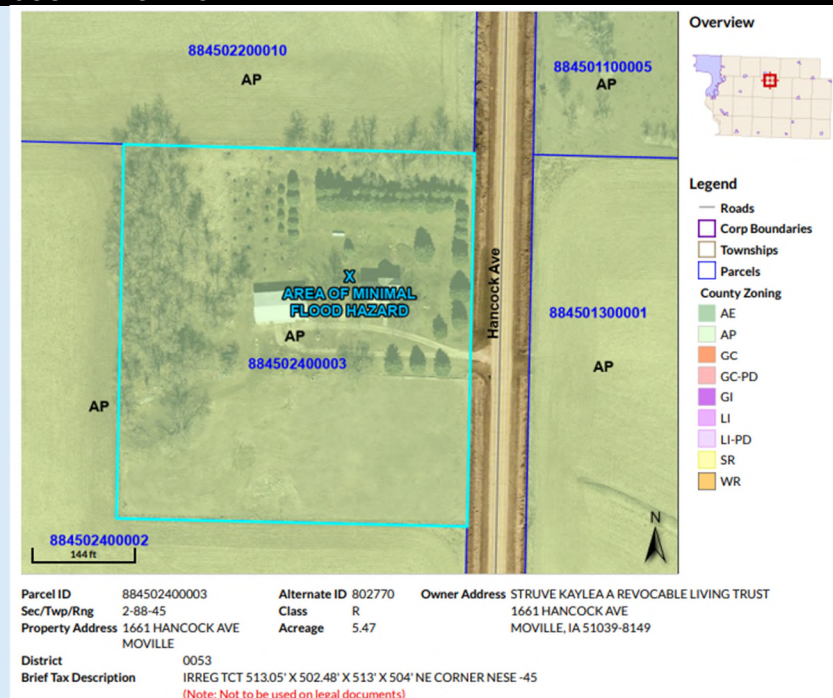 884502200010
AP
884501100005
AP
X
AREA OF MINIMAL
FLOOD HAZARD
AP
884502400003
Hancock Ave
884501300001
AP
AP
884502400002
144 ft
N
Overview
Legend
Roads
Corp Boundaries
Townships
Parcels
County Zoning
AE
AP
GC
GC-PD
GI
LI
LI-PD
SR
WR
Parcel ID 884502400003 Alternate ID 802770 Owner Address STRUVE KAYLEA A REVOCABLE LIVING TRUST
Sec/Twp/Rng 2-88-45 Class R 1661 HANCOCK AVE
Property Address 1661 HANCOCK AVE Acreage 5.47 MOVILLE, IA 51039-8149
MOVILLE
District 0053
Brief Tax Description IRREG TCT 513.05' X 502.48' X 513' X 504' NE CORNER NESE -45
(Note: Not to be used on legal documents)